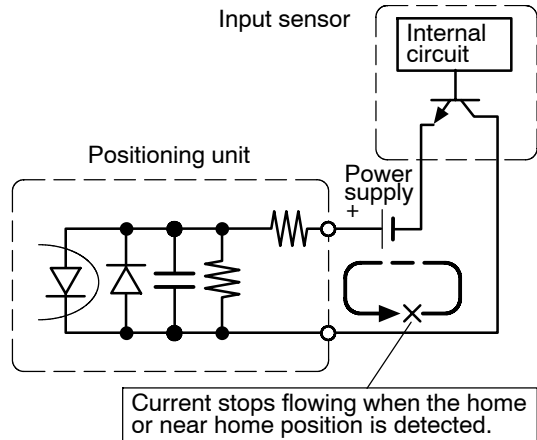 Input sensor
Internal
circuit
Positioning unit
Power
supply
+
Current stops flowing when the home
or near home position is detected.